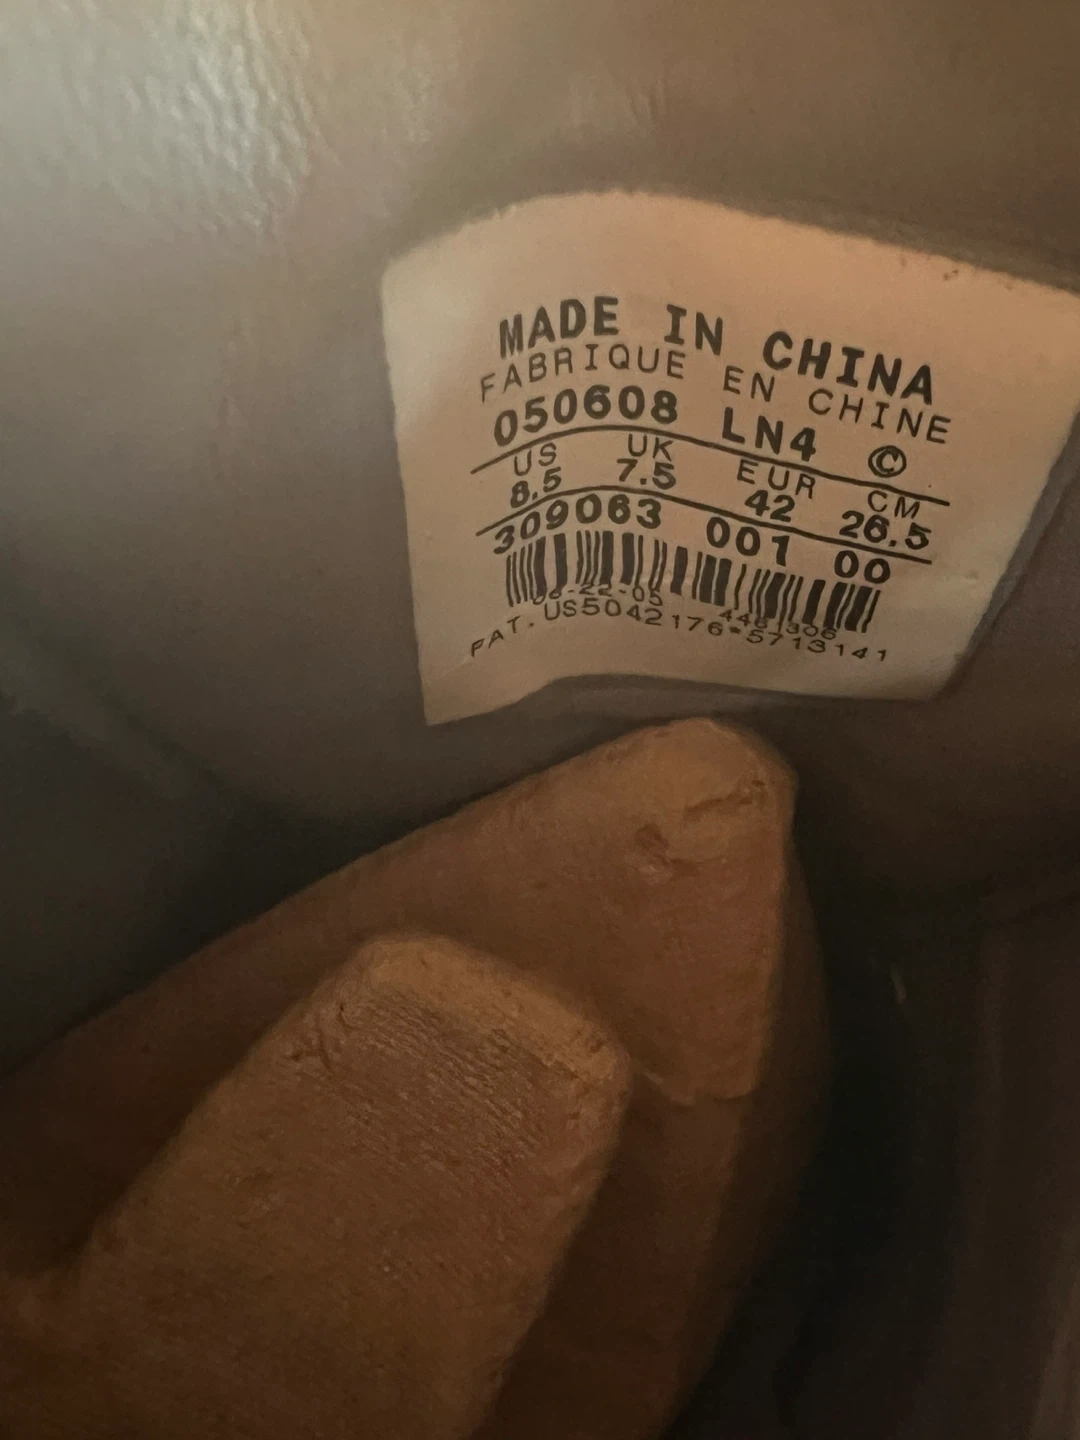 MADE IN CHINA
FABRIQUE EN CHINE
050608 LN4 ©
US UK EUR CM
8.5 7.5 42 26.5
309063 001 00
PAT. US5042176*5713141